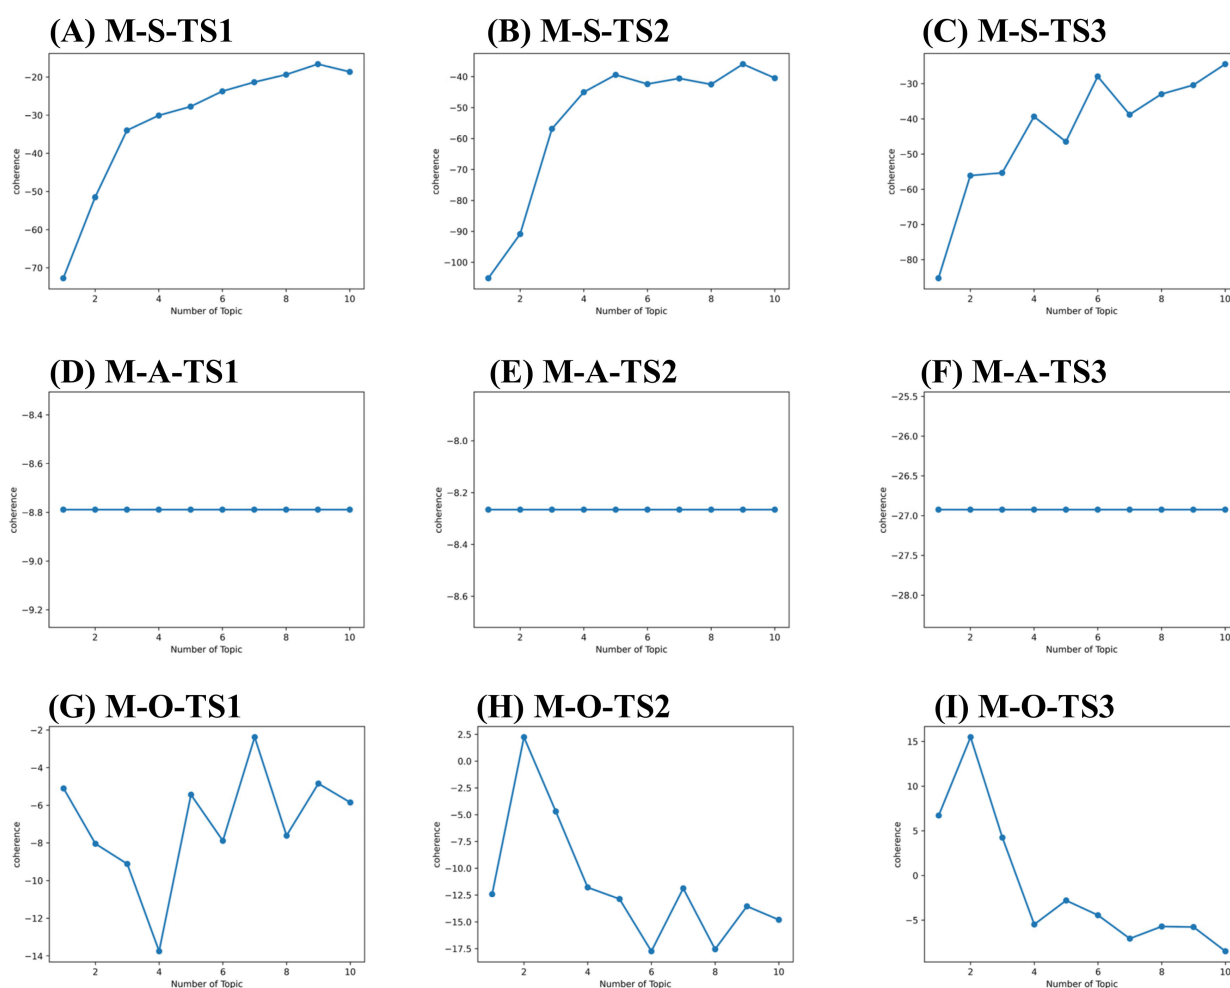 (A) M-S-TS1
−20
−30
−40
−50
−60
−70
coherence
2 4 6 8 10
Number of Topic
(B) M-S-TS2
−40
−50
−60
−70
−80
−90
−100
coherence
2 4 6 8 10
Number of Topic
(C) M-S-TS3
−30
−40
−50
−60
−70
−80
coherence
2 4 6 8 10
Number of Topic
(D) M-A-TS1
−8.4
−8.6
−8.8
−9.0
−9.2
coherence
2 4 6 8 10
Number of Topic
(E) M-A-TS2
−8.0
−8.2
−8.4
−8.6
coherence
2 4 6 8 10
Number of Topic
(F) M-A-TS3
−25.5
−26.0
−26.5
−27.0
−27.5
−28.0
coherence
2 4 6 8 10
Number of Topic
(G) M-O-TS1
−2
−4
−6
−8
−10
−12
−14
coherence
2 4 6 8 10
Number of Topic
(H) M-O-TS2
2.5
0.0
−2.5
−5.0
−7.5
−10.0
−12.5
−15.0
−17.5
coherence
2 4 6 8 10
Number of Topic
(I) M-O-TS3
15
10
5
0
−5
coherence
2 4 6 8 10
Number of Topic